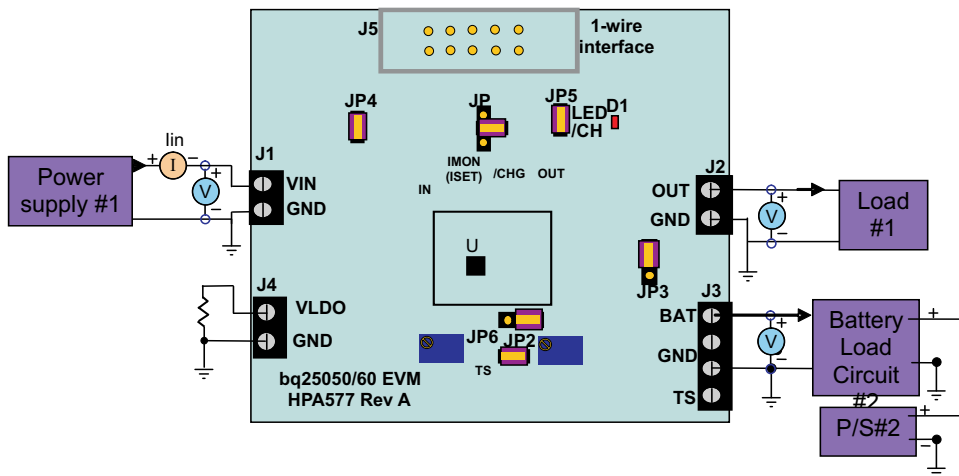 J5
1-wire
interface
JP4
JP
JP5
LED
/CH
D1
Iin
+
I
−
Power
supply #1
+
V
−
J1
VIN
GND
IMON
(ISET)
/CHG
OUT
IN
J2
OUT
GND
+
V
−
Load
#1
U
JP3
J3
BAT
GND
TS
+
V
−
Battery
Load
Circuit
#2
+
−
P/S#2
+
−
J4
VLDO
GND
JP6
JP2
TS
bq25050/60 EVM
HPA577 Rev A